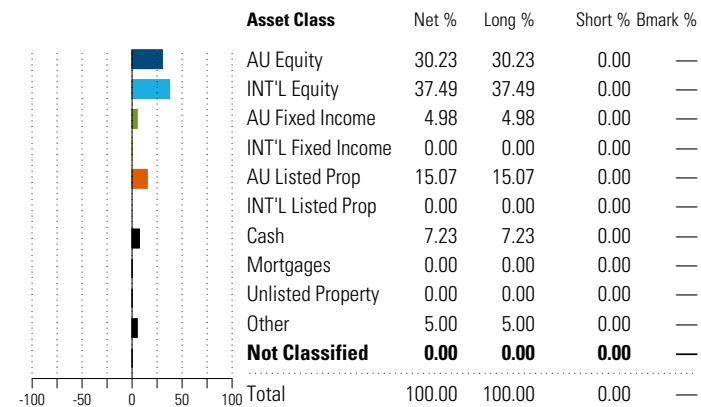 Asset Class Net % Long % Short % Bmark %
AU Equity 30.23 30.23 0.00 —
INT'L Equity 37.49 37.49 0.00 —
AU Fixed Income 4.98 4.98 0.00 —
INT'L Fixed Income 0.00 0.00 0.00 —
AU Listed Prop 15.07 15.07 0.00 —
INT'L Listed Prop 0.00 0.00 0.00 —
Cash 7.23 7.23 0.00 —
Mortgages 0.00 0.00 0.00 —
Unlisted Property 0.00 0.00 0.00 —
Other 5.00 5.00 0.00 —
Not Classified 0.00 0.00 0.00 —
Total 100.00 100.00 0.00 —
-100 -50 0 50 100